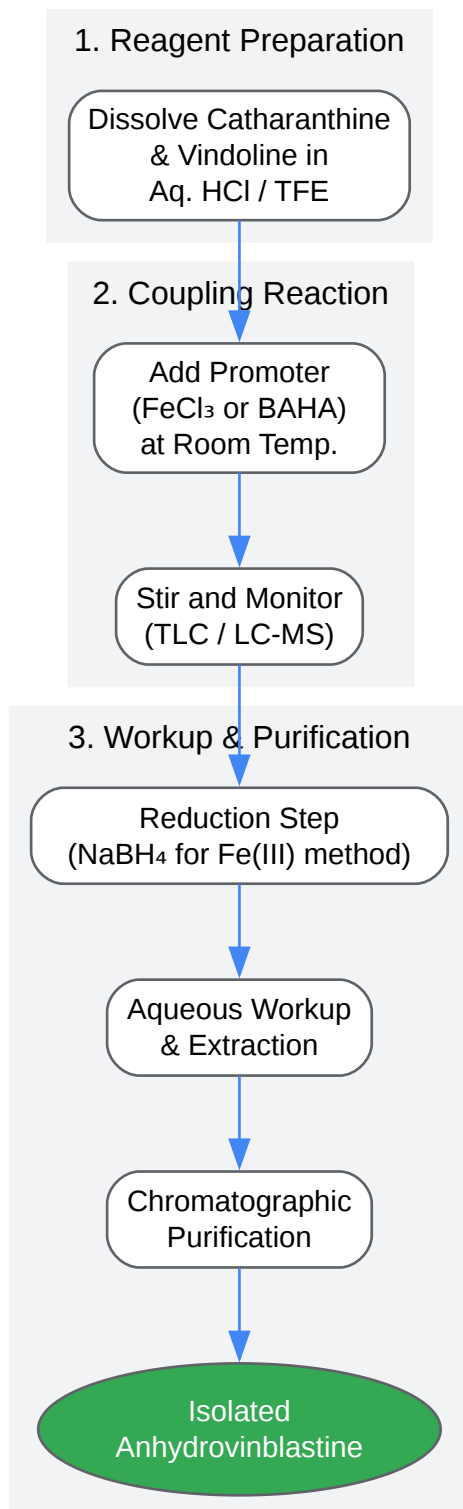 1. Reagent Preparation
Dissolve Catharanthine
& Vindoline in
Aq. HCl / TFE
2. Coupling Reaction
Add Promoter
(FeCl₃ or BAHA)
at Room Temp.
Stir and Monitor
(TLC / LC-MS)
3. Workup & Purification
Reduction Step
(NaBH₄ for Fe(III) method)
Aqueous Workup
& Extraction
Chromatographic
Purification
Isolated
Anhydrovinblastine